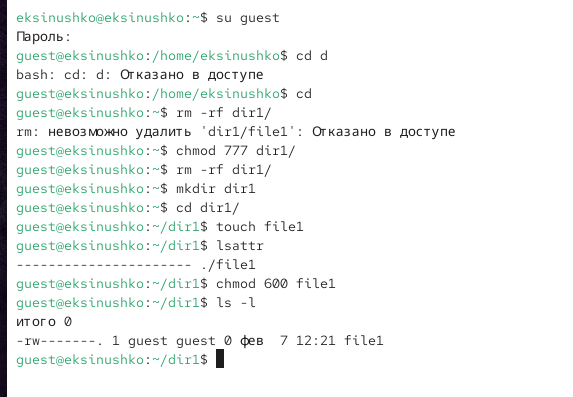 eksinushko@eksinushko:~$ su guest
Пароль:
guest@eksinushko:/home/eksinushko$ cd d
bash: cd: d: Отказано в доступе
guest@eksinushko:/home/eksinushko$ cd
guest@eksinushko:~$ rm -rf dir1/
rm: невозможно удалить 'dir1/file1': Отказано в доступе
guest@eksinushko:~$ chmod 777 dir1/
guest@eksinushko:~$ rm -rf dir1/
guest@eksinushko:~$ mkdir dir1
guest@eksinushko:~$ cd dir1/
guest@eksinushko:~/dir1$ touch file1
guest@eksinushko:~/dir1$ lsattr
---------------------- ./file1
guest@eksinushko:~/dir1$ chmod 600 file1
guest@eksinushko:~/dir1$ ls -l
итого 0
-rw-------. 1 guest guest 0 фев  7 12:21 file1
guest@eksinushko:~/dir1$